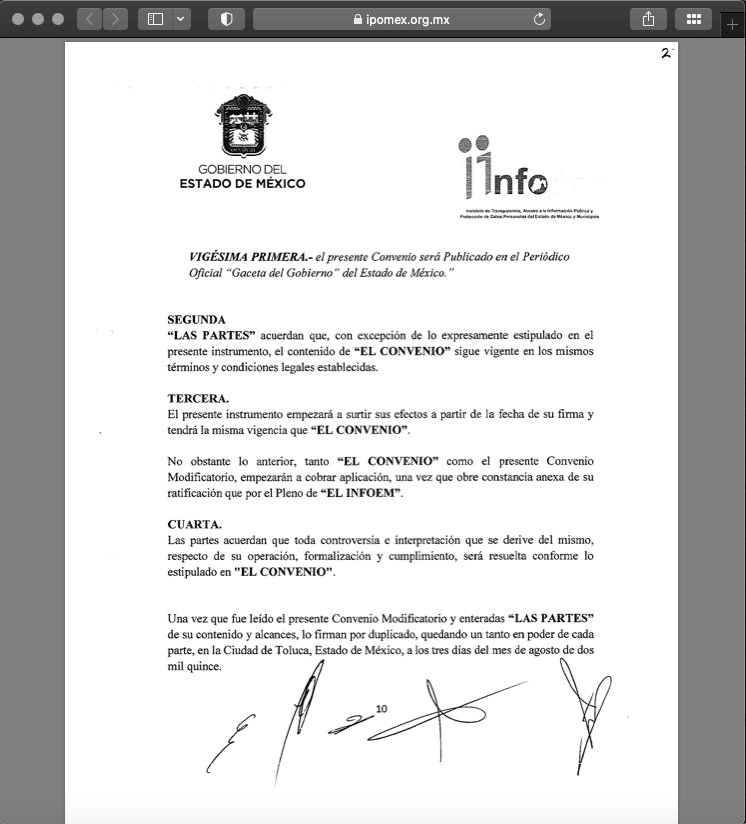 ipomex.org.mx
2
GOBIERNO DEL
ESTADO DE MÉXICO
infо
Instituto de Transparencia, Acceso a la Información Pública y
Protección de Datos Personales del Estado de México y Municipios
VIGÉSIMA PRIMERA.- el presente Convenio será Publicado en el Periódico
Oficial “Gaceta del Gobierno” del Estado de México.”
SEGUNDA
“LAS PARTES” acuerdan que, con excepción de lo expresamente estipulado en el
presente instrumento, el contenido de “EL CONVENIO” sigue vigente en los mismos
términos y condiciones legales establecidas.
TERCERA.
El presente instrumento empezará a surtir sus efectos a partir de la fecha de su firma y
tendrá la misma vigencia que “EL CONVENIO”.
No obstante lo anterior, tanto “EL CONVENIO” como el presente Convenio
Modificatorio, empezarán a cobrar aplicación, una vez que obre constancia anexa de su
ratificación que por el Pleno de “EL INFOEM”.
CUARTA.
Las partes acuerdan que toda controversia e interpretación que se derive del mismo,
respecto de su operación, formalización y cumplimiento, será resuelta conforme lo
estipulado en "EL CONVENIO".
Una vez que fue leído el presente Convenio Modificatorio y enteradas “LAS PARTES”
de su contenido y alcances, lo firman por duplicado, quedando un tanto en poder de cada
parte, en la Ciudad de Toluca, Estado de México, a los tres días del mes de agosto de dos
mil quince.
10